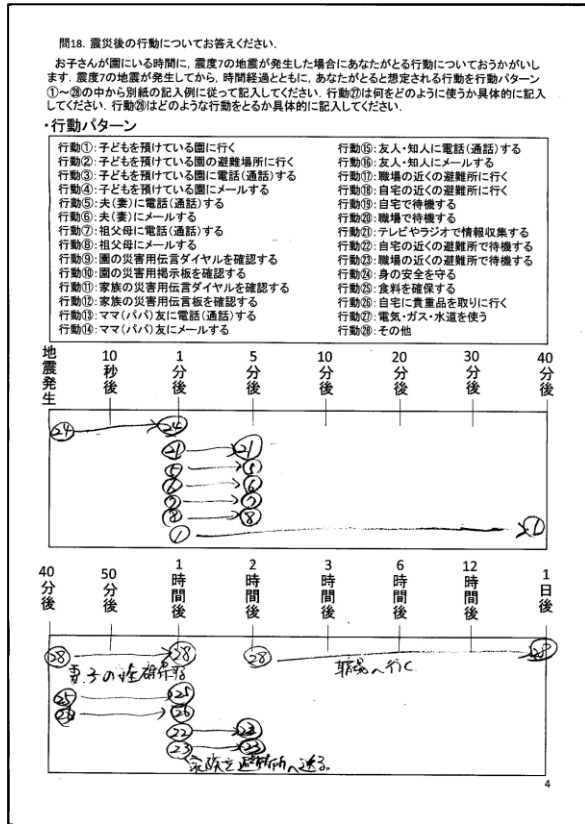 問18. 震災後の行動についてお答えください.
お子さんが園にいる時間に, 震度7の地震が発生した場合にあなたがとる行動についておうかがいし
ます. 震度7の地震が発生してから, 時間経過とともに, あなたがとると想定される行動を行動パターン
①～㉘の中から別紙の記入例に従って記入してください. 行動㉗は何をどのように使うか具体的に記入
してください. 行動㉘はどのような行動をとるか具体的に記入してください.
・行動パターン
行動①:子どもを預けている園に行く
行動②:子どもを預けている園の避難場所に行く
行動③:子どもを預けている園に電話(通話)する
行動④:子どもを預けている園にメールする
行動⑤:夫(妻)に電話(通話)する
行動⑥:夫(妻)にメールする
行動⑦:祖父母に電話(通話)する
行動⑧:祖父母にメールする
行動⑨:園の災害用伝言ダイヤルを確認する
行動⑩:園の災害用掲示板を確認する
行動⑪:家族の災害用伝言ダイヤルを確認する
行動⑫:家族の災害用伝言板を確認する
行動⑬:ママ(パパ)友に電話(通話)する
行動⑭:ママ(パパ)友にメールする
行動⑮:友人・知人に電話(通話)する
行動⑯:友人・知人にメールする
行動⑰:職場の近くの避難所に行く
行動⑱:自宅の近くの避難所に行く
行動⑲:自宅で待機する
行動⑳:職場で待機する
行動㉑:テレビやラジオで情報収集する
行動㉒:自宅の近くの避難所で待機する
行動㉓:職場の近くの避難所で待機する
行動㉔:身の安全を守る
行動㉕:食料を確保する
行動㉖:自宅に貴重品を取りに行く
行動㉗:電気・ガス・水道を使う
行動㉘:その他
地震発生 10秒後 1分後 5分後 10分後 20分後 30分後 40分後
㉔ ㉔
㉑ ㉑
⑤ ⑤
⑥ ⑥
⑦ ⑦
⑧ ⑧
① ①
40分後 50分後 1時間後 2時間後 3時間後 6時間後 12時間後 1日後
㉘ ㉘ ㉘ ㉘
職場へ行く
㉕ ㉕
㉖ ㉖
㉒ ㉒
㉓ ㉓
家族を避難所へ送る。
4